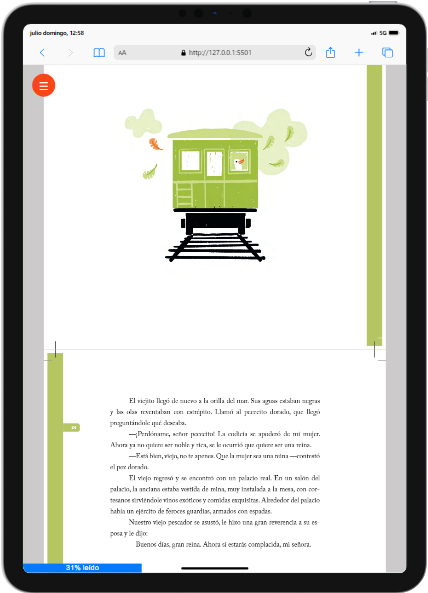 julio domingo, 12:58
5G
AA
http://127.0.0.1:5501
El viejito llegó de nuevo a la orilla del mar. Sus aguas estaban negras
y las olas reventaban con estrépito. Llamó al pececito dorado, que llegó
preguntándole qué deseaba.
—¡Perdóname, señor pececito! La codicia se apoderó de mi mujer.
Ahora ya no quiere ser noble y rica, se le ocurrió que quiere ser una reina.
—Está bien, viejo, no te apenes. Que la mujer sea una reina —contestó
el pez dorado.
El viejo regresó y se encontró con un palacio real. En un salón del
palacio, la anciana estaba vestida de reina, muy instalada a la mesa, con cor-
tesanos sirviéndole vinos exóticos y comidas exquisitas. Alrededor del palacio
había un ejército de feroces guardias, armados con espadas.
Nuestro viejo pescador se asustó, le hizo una gran reverencia a su es-
posa y le dijo:
Buenos días, gran reina. Ahora sí estarás complacida, mi señora.
31% leído